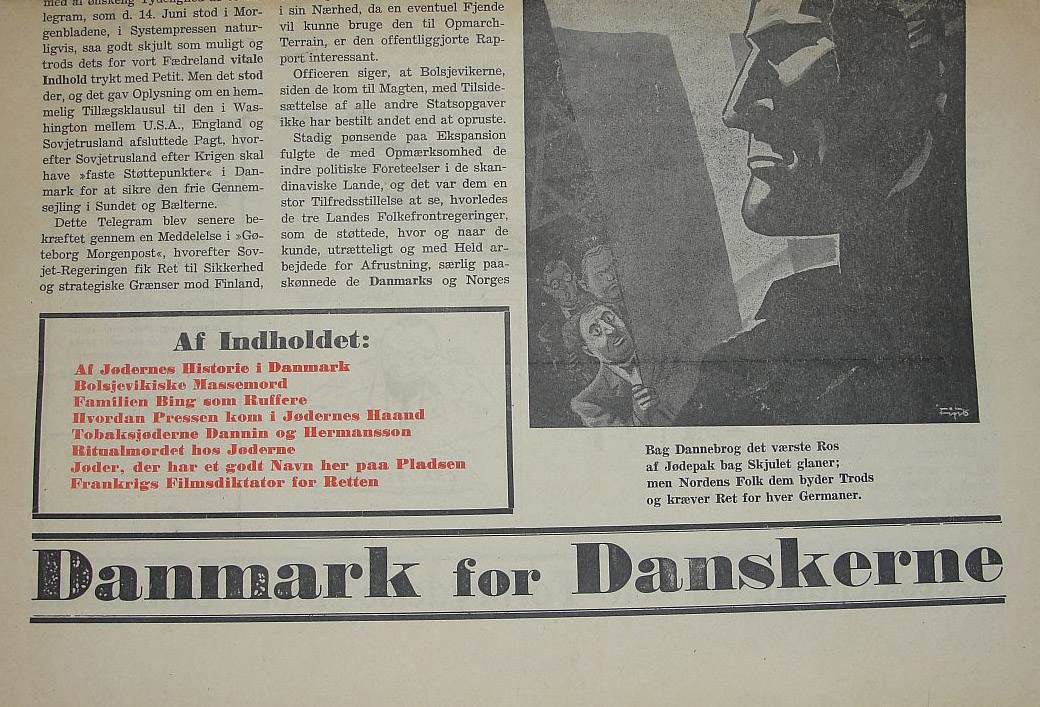 legram, som d. 14. Juni stod i Mor-
genbladene, i Systempressen natur-
ligvis, saa godt skjult som muligt og
trods dets for vort Fædreland vitale
Indhold trykt med Petit. Men det stod
der, og det gav Oplysning om en hem-
melig Tillægsklausul til den i Was-
hington mellem U.S.A., England og
Sovjetrusland afsluttede Pagt, hvor-
efter Sovjetrusland efter Krigen skal
have »faste Støttepunkter« i Dan-
mark for at sikre den frie Gennem-
sejling i Sundet og Bælterne.
Dette Telegram blev senere be-
kræftet gennem en Meddelelse i »Gø-
teborg Morgenpost«, hvorefter Sov-
jet-Regeringen fik Ret til Sikkerhed
og strategiske Grænser mod Finland,
i sin Nærhed, da en eventuel Fjende
vil kunne bruge den til Opmarch-
Terrain, er den offentliggjorte Rap-
port interessant.
Officeren siger, at Bolsjevikerne,
siden de kom til Magten, med Tilside-
sættelse af alle andre Statsopgaver
ikke har bestilt andet end at opruste.
Stadig pønsende paa Ekspansion
fulgte de med Opmærksomhed de
indre politiske Foreteelser i de skan-
dinaviske Lande, og det var dem en
stor Tilfredsstillelse at se, hvorledes
de tre Landes Folkefrontregeringer,
som de støttede, hvor og naar de
kunde, utrætteligt og med Held ar-
bejdede for Afrustning, særlig paa-
skønnede de Danmarks og Norges
Af Indholdet:
Af Jødernes Historie i Danmark
Bolsjevikiske Massemord
Familien Bing som Ruffere
Hvordan Pressen kom i Jødernes Haand
Tobaksjøderne Dannin og Hermansson
Ritualmordet hos Jøderne
Jøder, der har et godt Navn her paa Pladsen
Frankrigs Filmsdiktator for Retten
Bag Dannebrog det værste Ros
af Jødepak bag Skjulet glaner;
men Nordens Folk dem byder Trods
og kræver Ret for hver Germaner.
Danmark for Danskerne